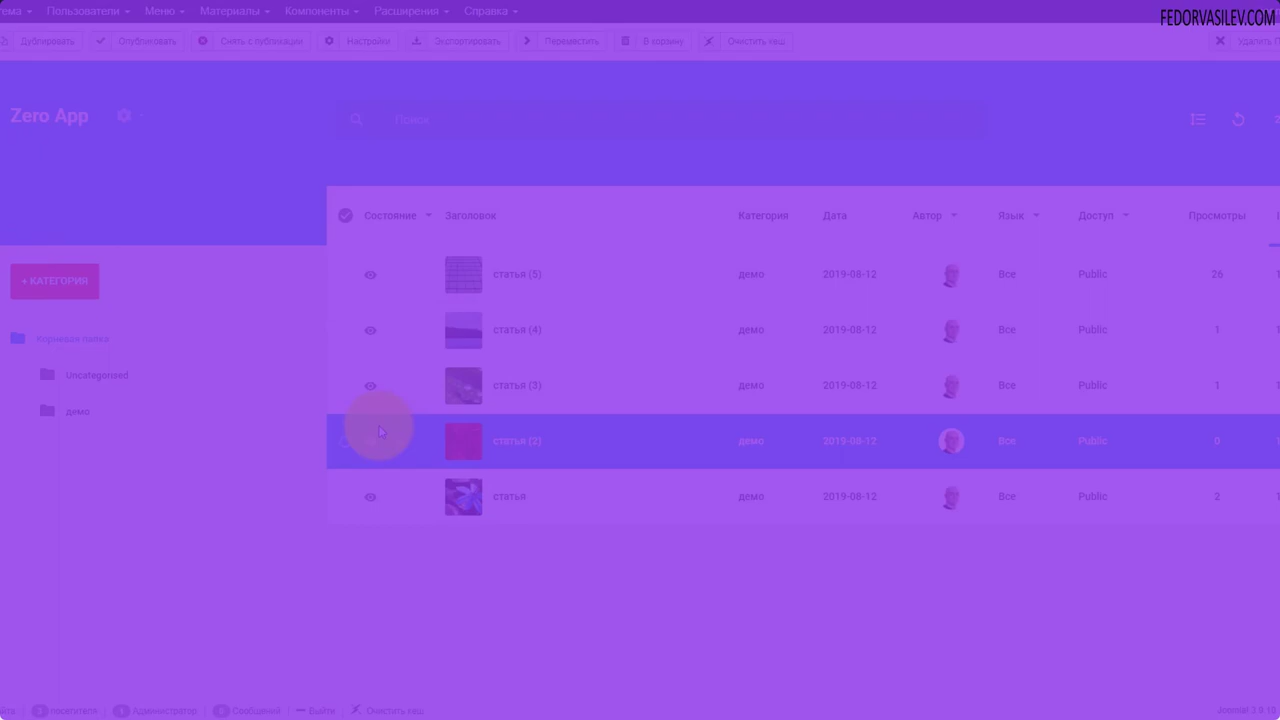 Пользователи Меню Материалы Компоненты Расширения Справка
FEDORVASILEV.COM
Дублировать Опубликовать Снять с публикации Настройки Экспортировать Переместить В корзину Очистить кеш Удалить
Zero App
Поиск
Состояние Заголовок Категория Дата Автор Язык Доступ Просмотры
+ КАТЕГОРИЯ
статья (5) демо 2019-08-12 Все Public 26
Корневая папка
статья (4) демо 2019-08-12 Все Public 1
Uncategorised
статья (3) демо 2019-08-12 Все Public 1
демо
статья (2) демо 2019-08-12 Все Public 0
статья демо 2019-08-12 Все Public 2
Администратор Сообщений Выйти Очистить кеш